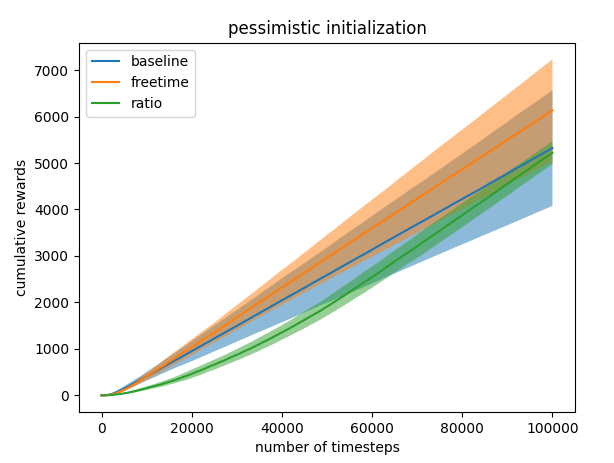 pessimistic initialization
baseline
freetime
ratio
cumulative rewards
7000
6000
5000
4000
3000
2000
1000
0
0 20000 40000 60000 80000 100000
number of timesteps